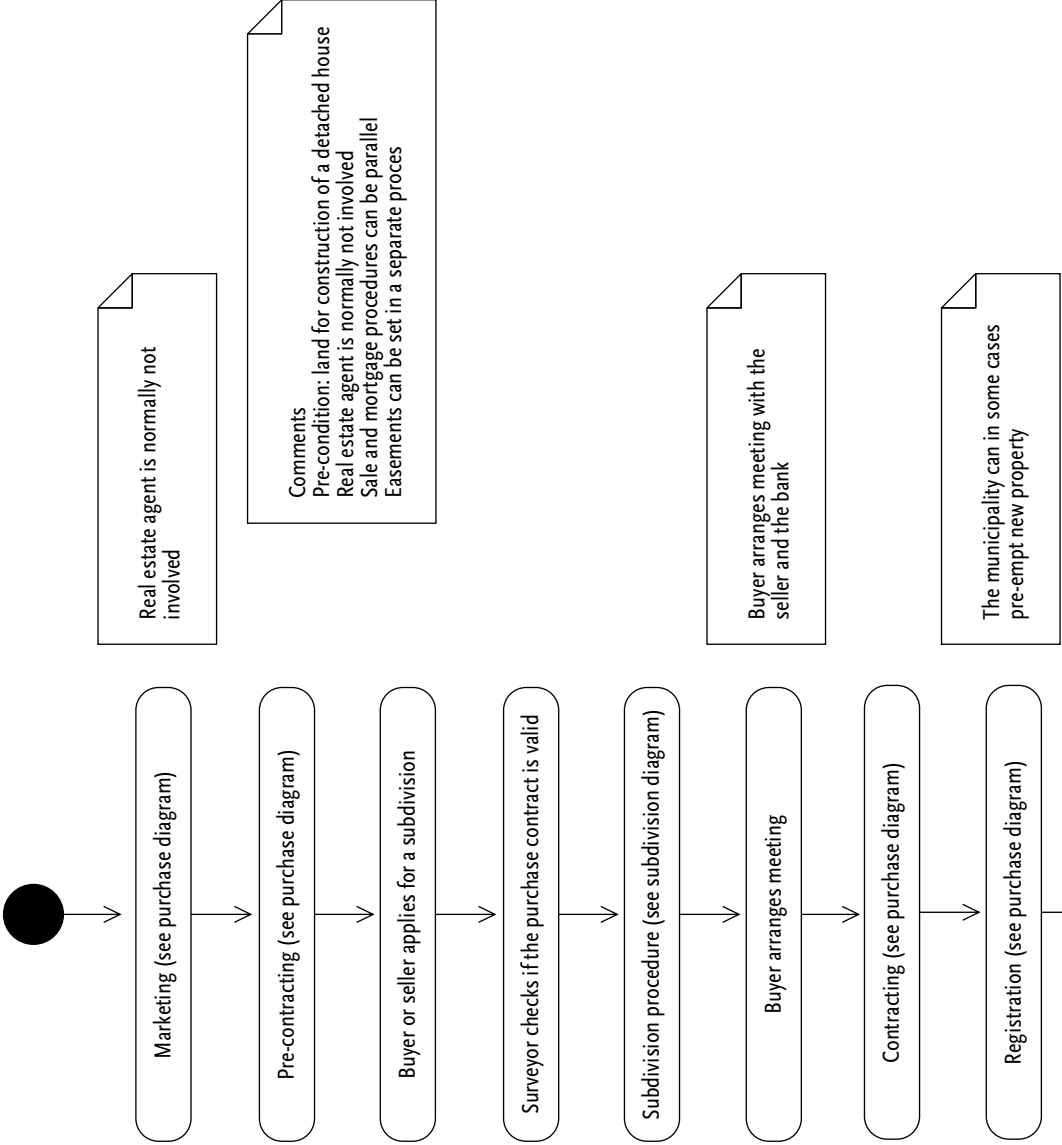 Real estate agent is normally not
involved
Comments
Pre-condition: land for construction of a detached house
Real estate agent is normally not involved
Sale and mortgage procedures can be parallel
Easements can be set in a separate proces
Buyer arranges meeting with the
seller and the bank
The municipality can in some cases
pre-empt new property
Marketing (see purchase diagram)
Pre-contracting (see purchase diagram)
Buyer or seller applies for a subdivision
Surveyor checks if the purchase contract is valid
Subdivision procedure (see subdivision diagram)
Buyer arranges meeting
Contracting (see purchase diagram)
Registration (see purchase diagram)